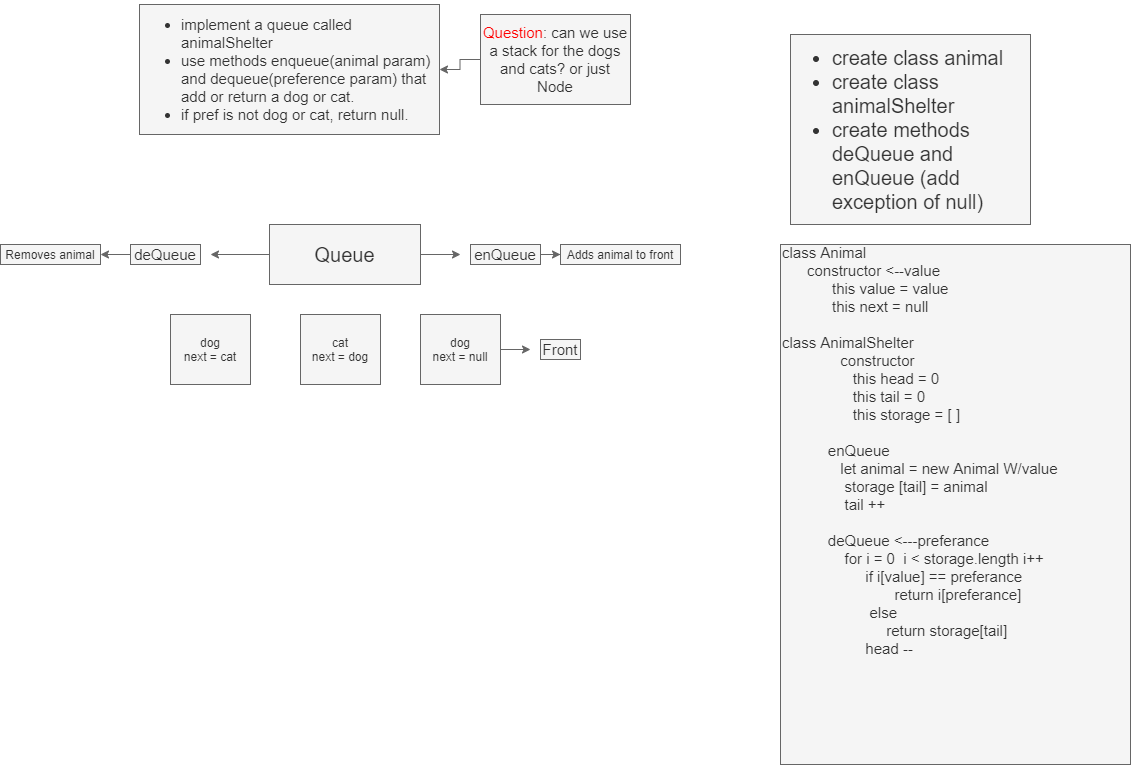 • implement a queue called
animalShelter
• use methods enqueue(animal param)
and dequeue(preference param) that
add or return a dog or cat.
• if pref is not dog or cat, return null.
Question: can we use
a stack for the dogs
and cats? or just
Node
• create class animal
• create class
animalShelter
• create methods
deQueue and
enQueue (add
exception of null)
Removes animal
deQueue
Queue
enQueue
Adds animal to front
dog
next = cat
cat
next = dog
dog
next = null
Front
class Animal
constructor <--value
this value = value
this next = null
class AnimalShelter
constructor
this head = 0
this tail = 0
this storage = [ ]
enQueue
let animal = new Animal W/value
storage [tail] = animal
tail ++
deQueue <---preferance
for i = 0  i < storage.length i++
if i[value] == preferance
return i[preferance]
else
return storage[tail]
head --